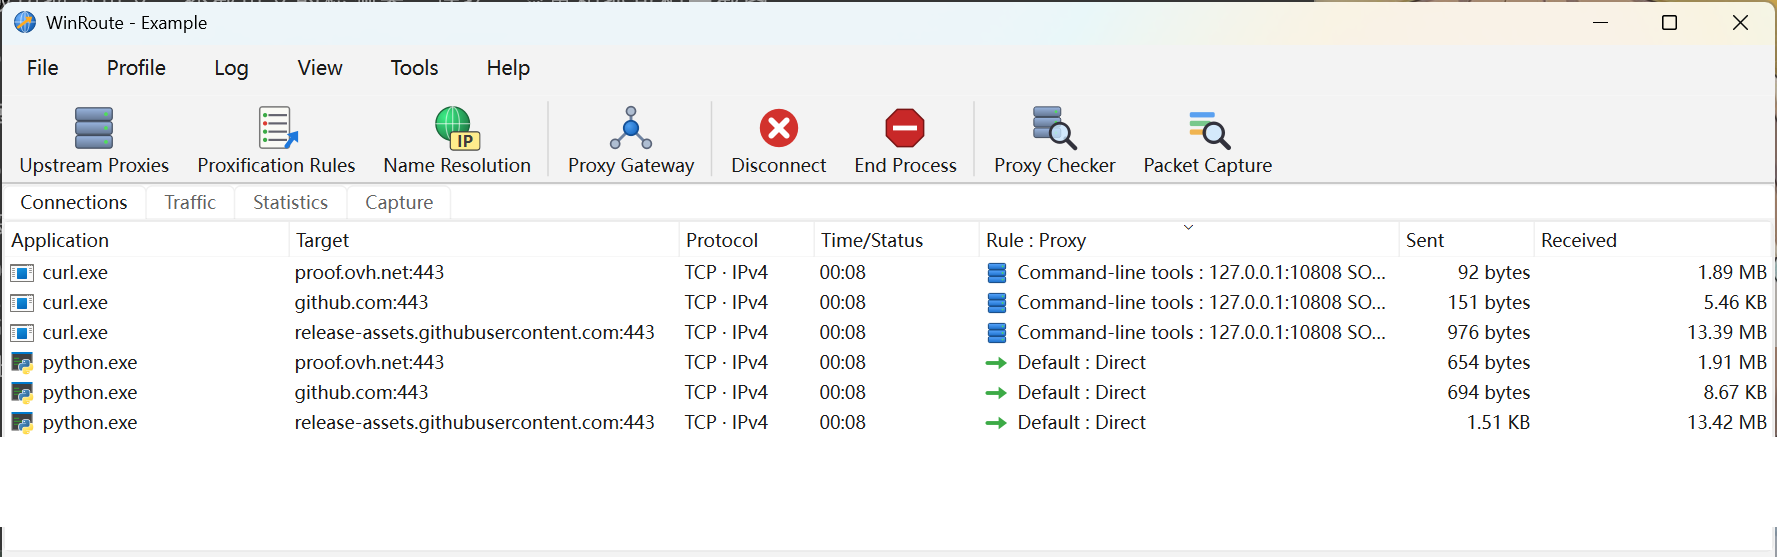 WinRoute - Example
File Profile Log View Tools Help
IP
Upstream Proxies Proxification Rules Name Resolution Proxy Gateway Disconnect End Process Proxy Checker Packet Capture
Connections Traffic Statistics Capture
Application Target Protocol Time/Status Rule : Proxy Sent Received
curl.exe proof.ovh.net:443 TCP · IPv4 00:08 Command-line tools : 127.0.0.1:10808 SO... 92 bytes 1.89 MB
curl.exe github.com:443 TCP · IPv4 00:08 Command-line tools : 127.0.0.1:10808 SO... 151 bytes 5.46 KB
curl.exe release-assets.githubusercontent.com:443 TCP · IPv4 00:08 Command-line tools : 127.0.0.1:10808 SO... 976 bytes 13.39 MB
python.exe proof.ovh.net:443 TCP · IPv4 00:08 Default : Direct 654 bytes 1.91 MB
python.exe github.com:443 TCP · IPv4 00:08 Default : Direct 694 bytes 8.67 KB
python.exe release-assets.githubusercontent.com:443 TCP · IPv4 00:08 Default : Direct 1.51 KB 13.42 MB